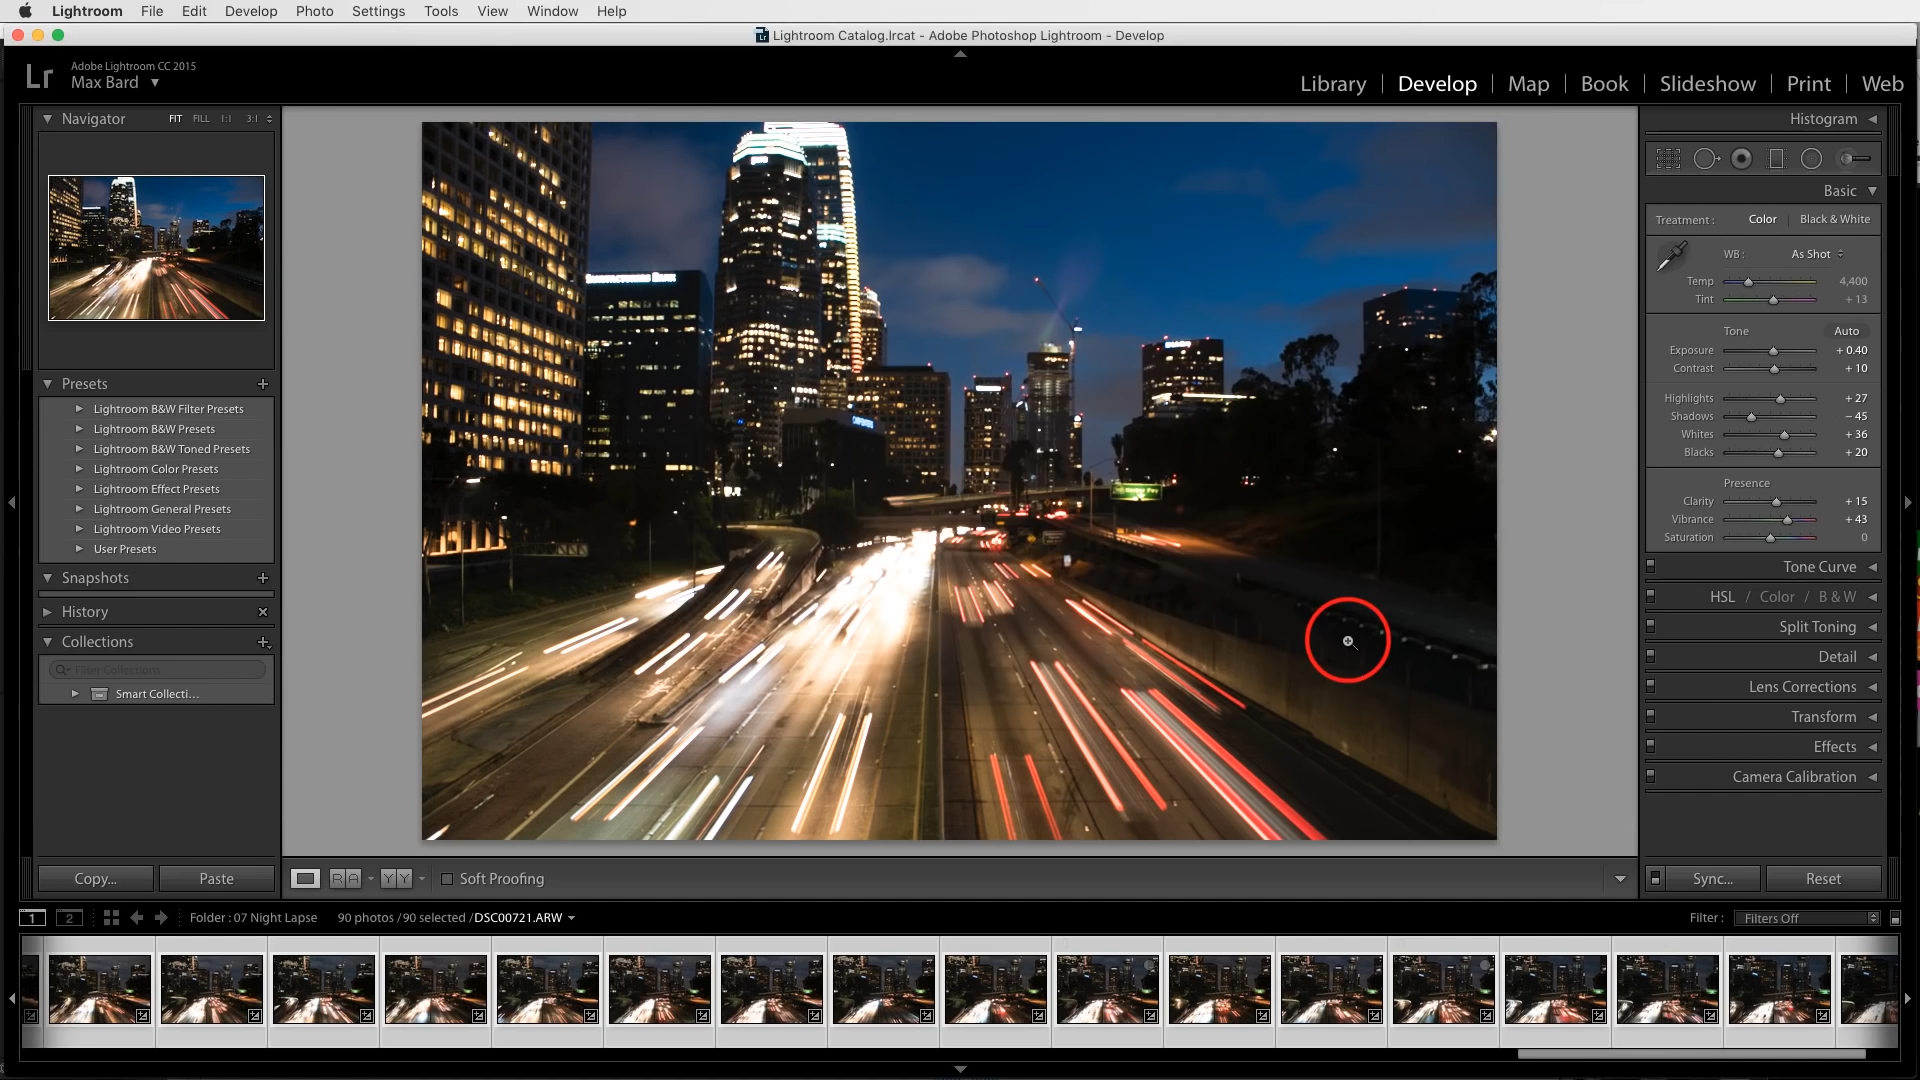 Lightroom File Edit Develop Photo Settings Tools View Window Help
Lightroom Catalog.lrcat - Adobe Photoshop Lightroom - Develop
Lr
Adobe Lightroom CC 2015
Max Bard
Library | Develop | Map | Book | Slideshow | Print | Web
Navigator FIT FILL 1:1 3:1
Presets
Lightroom B&W Filter Presets
Lightroom B&W Presets
Lightroom B&W Toned Presets
Lightroom Color Presets
Lightroom Effect Presets
Lightroom General Presets
Lightroom Video Presets
User Presets
Snapshots
History
Collections
Filter Collections
Smart Collecti...
Copy... Paste
Histogram
Basic
Treatment : Color | Black & White
WB : As Shot
Temp 4,400
Tint + 13
Tone Auto
Exposure + 0.40
Contrast + 10
Highlights + 27
Shadows − 45
Whites + 36
Blacks + 20
Presence
Clarity + 15
Vibrance + 43
Saturation 0
Tone Curve
HSL / Color / B & W
Split Toning
Detail
Lens Corrections
Transform
Effects
Camera Calibration
R A Y Y Soft Proofing
Sync... Reset
1 2 Folder : 07 Night Lapse 90 photos / 90 selected / DSC00721.ARW
Filter : Filters Off